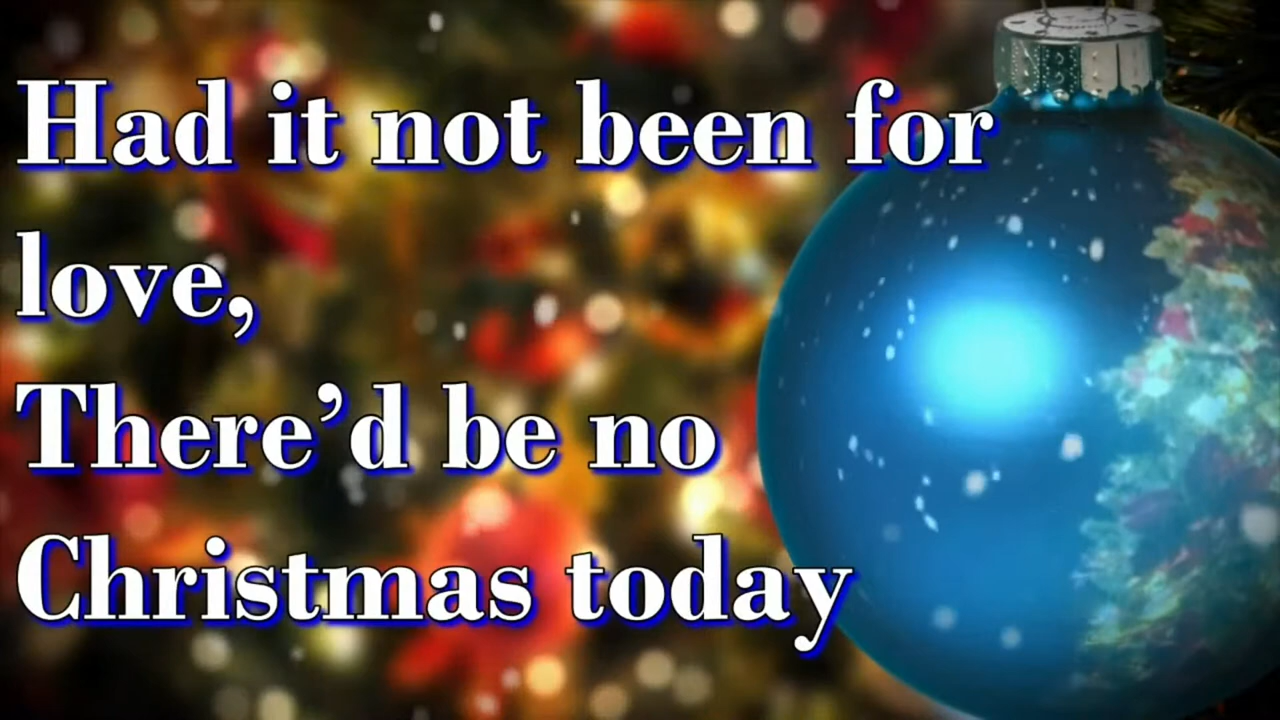 Had it not been for
love,
There’d be no
Christmas today